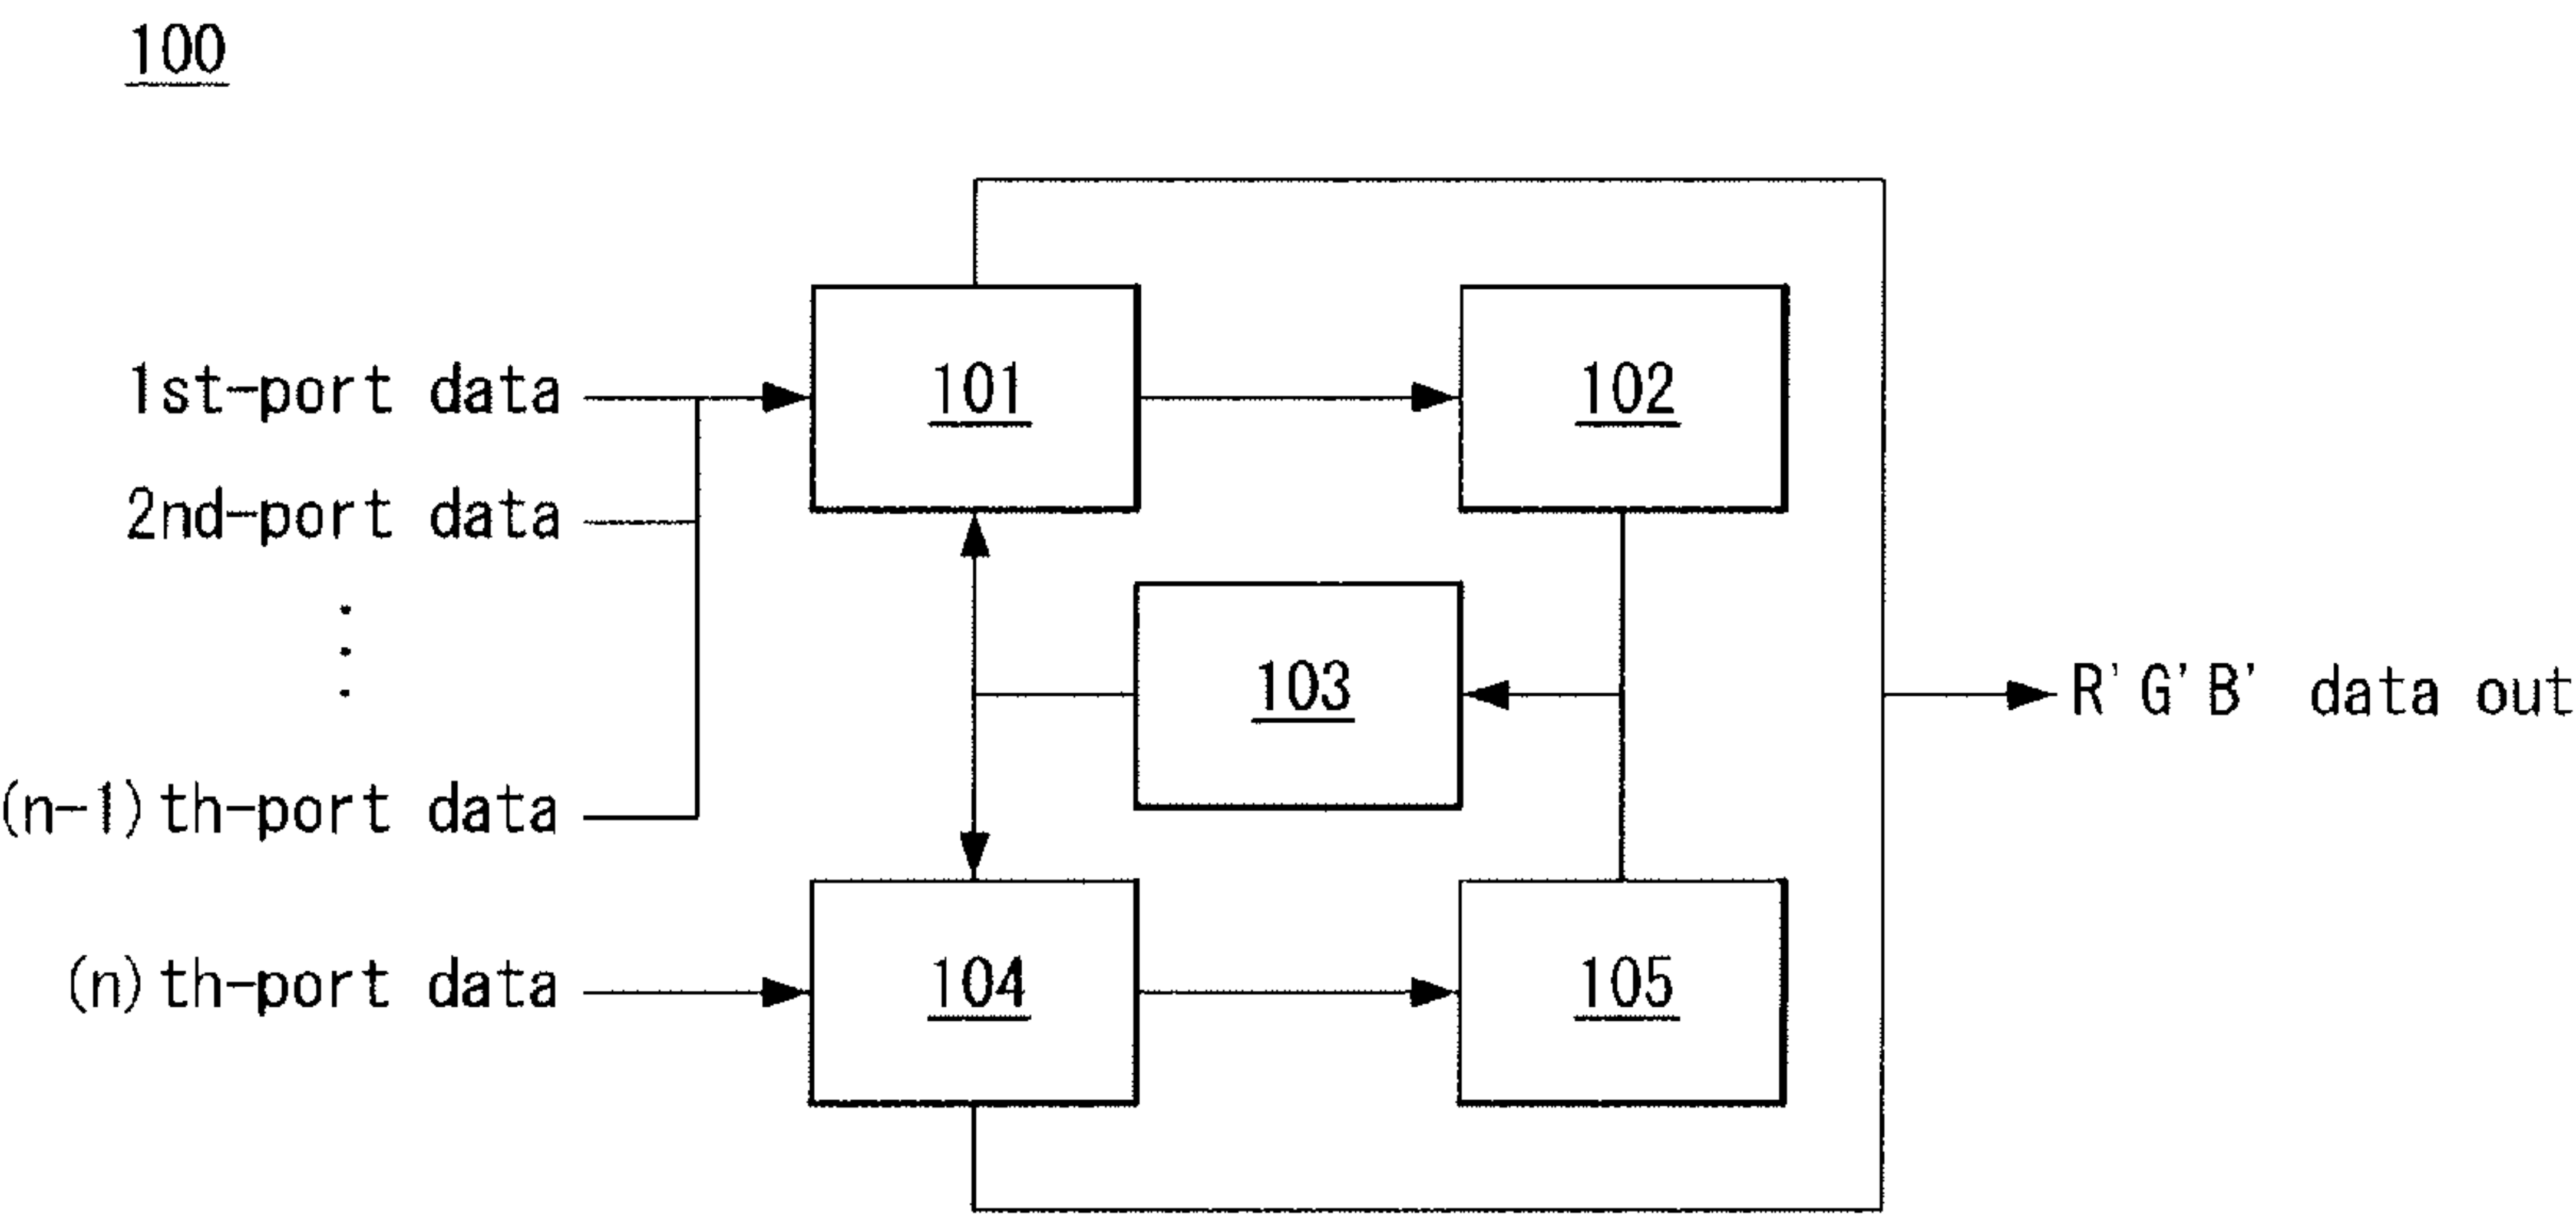 100
1st-port data
101
102
2nd-port data
103
R'G'B' data out
(n-1)th-port data
(n)th-port data
104
105